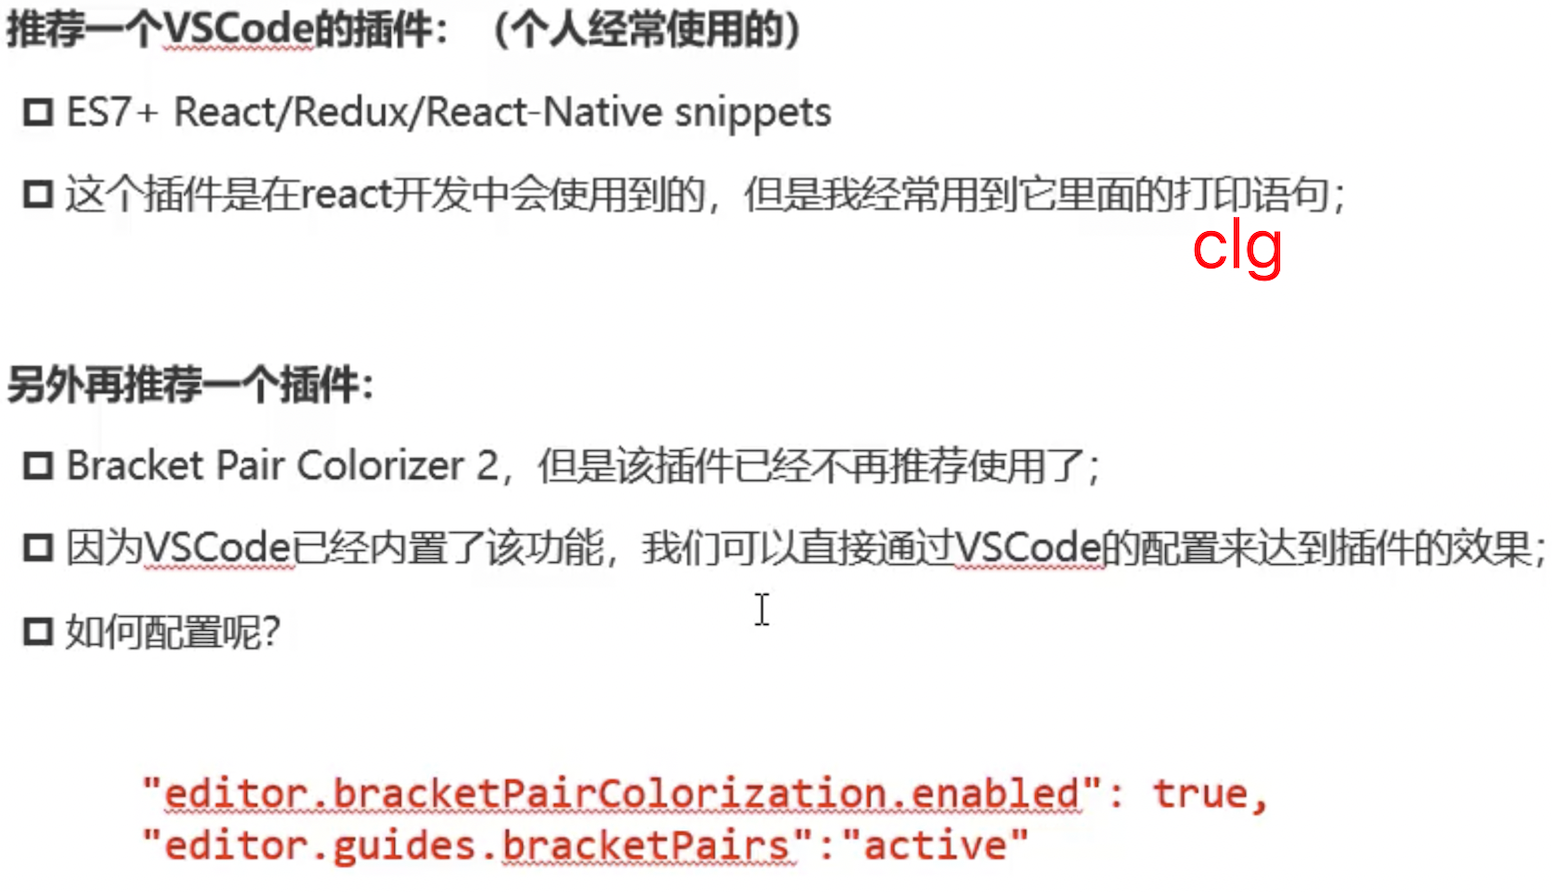 推荐一个VSCode的插件：（个人经常使用的）
ES7+ React/Redux/React-Native snippets
这个插件是在react开发中会使用到的，但是我经常用到它里面的打印语句；
clg
另外再推荐一个插件：
Bracket Pair Colorizer 2，但是该插件已经不再推荐使用了；
因为VSCode已经内置了该功能，我们可以直接通过VSCode的配置来达到插件的效果；
如何配置呢？
"editor.bracketPairColorization.enabled": true,
"editor.guides.bracketPairs":"active"